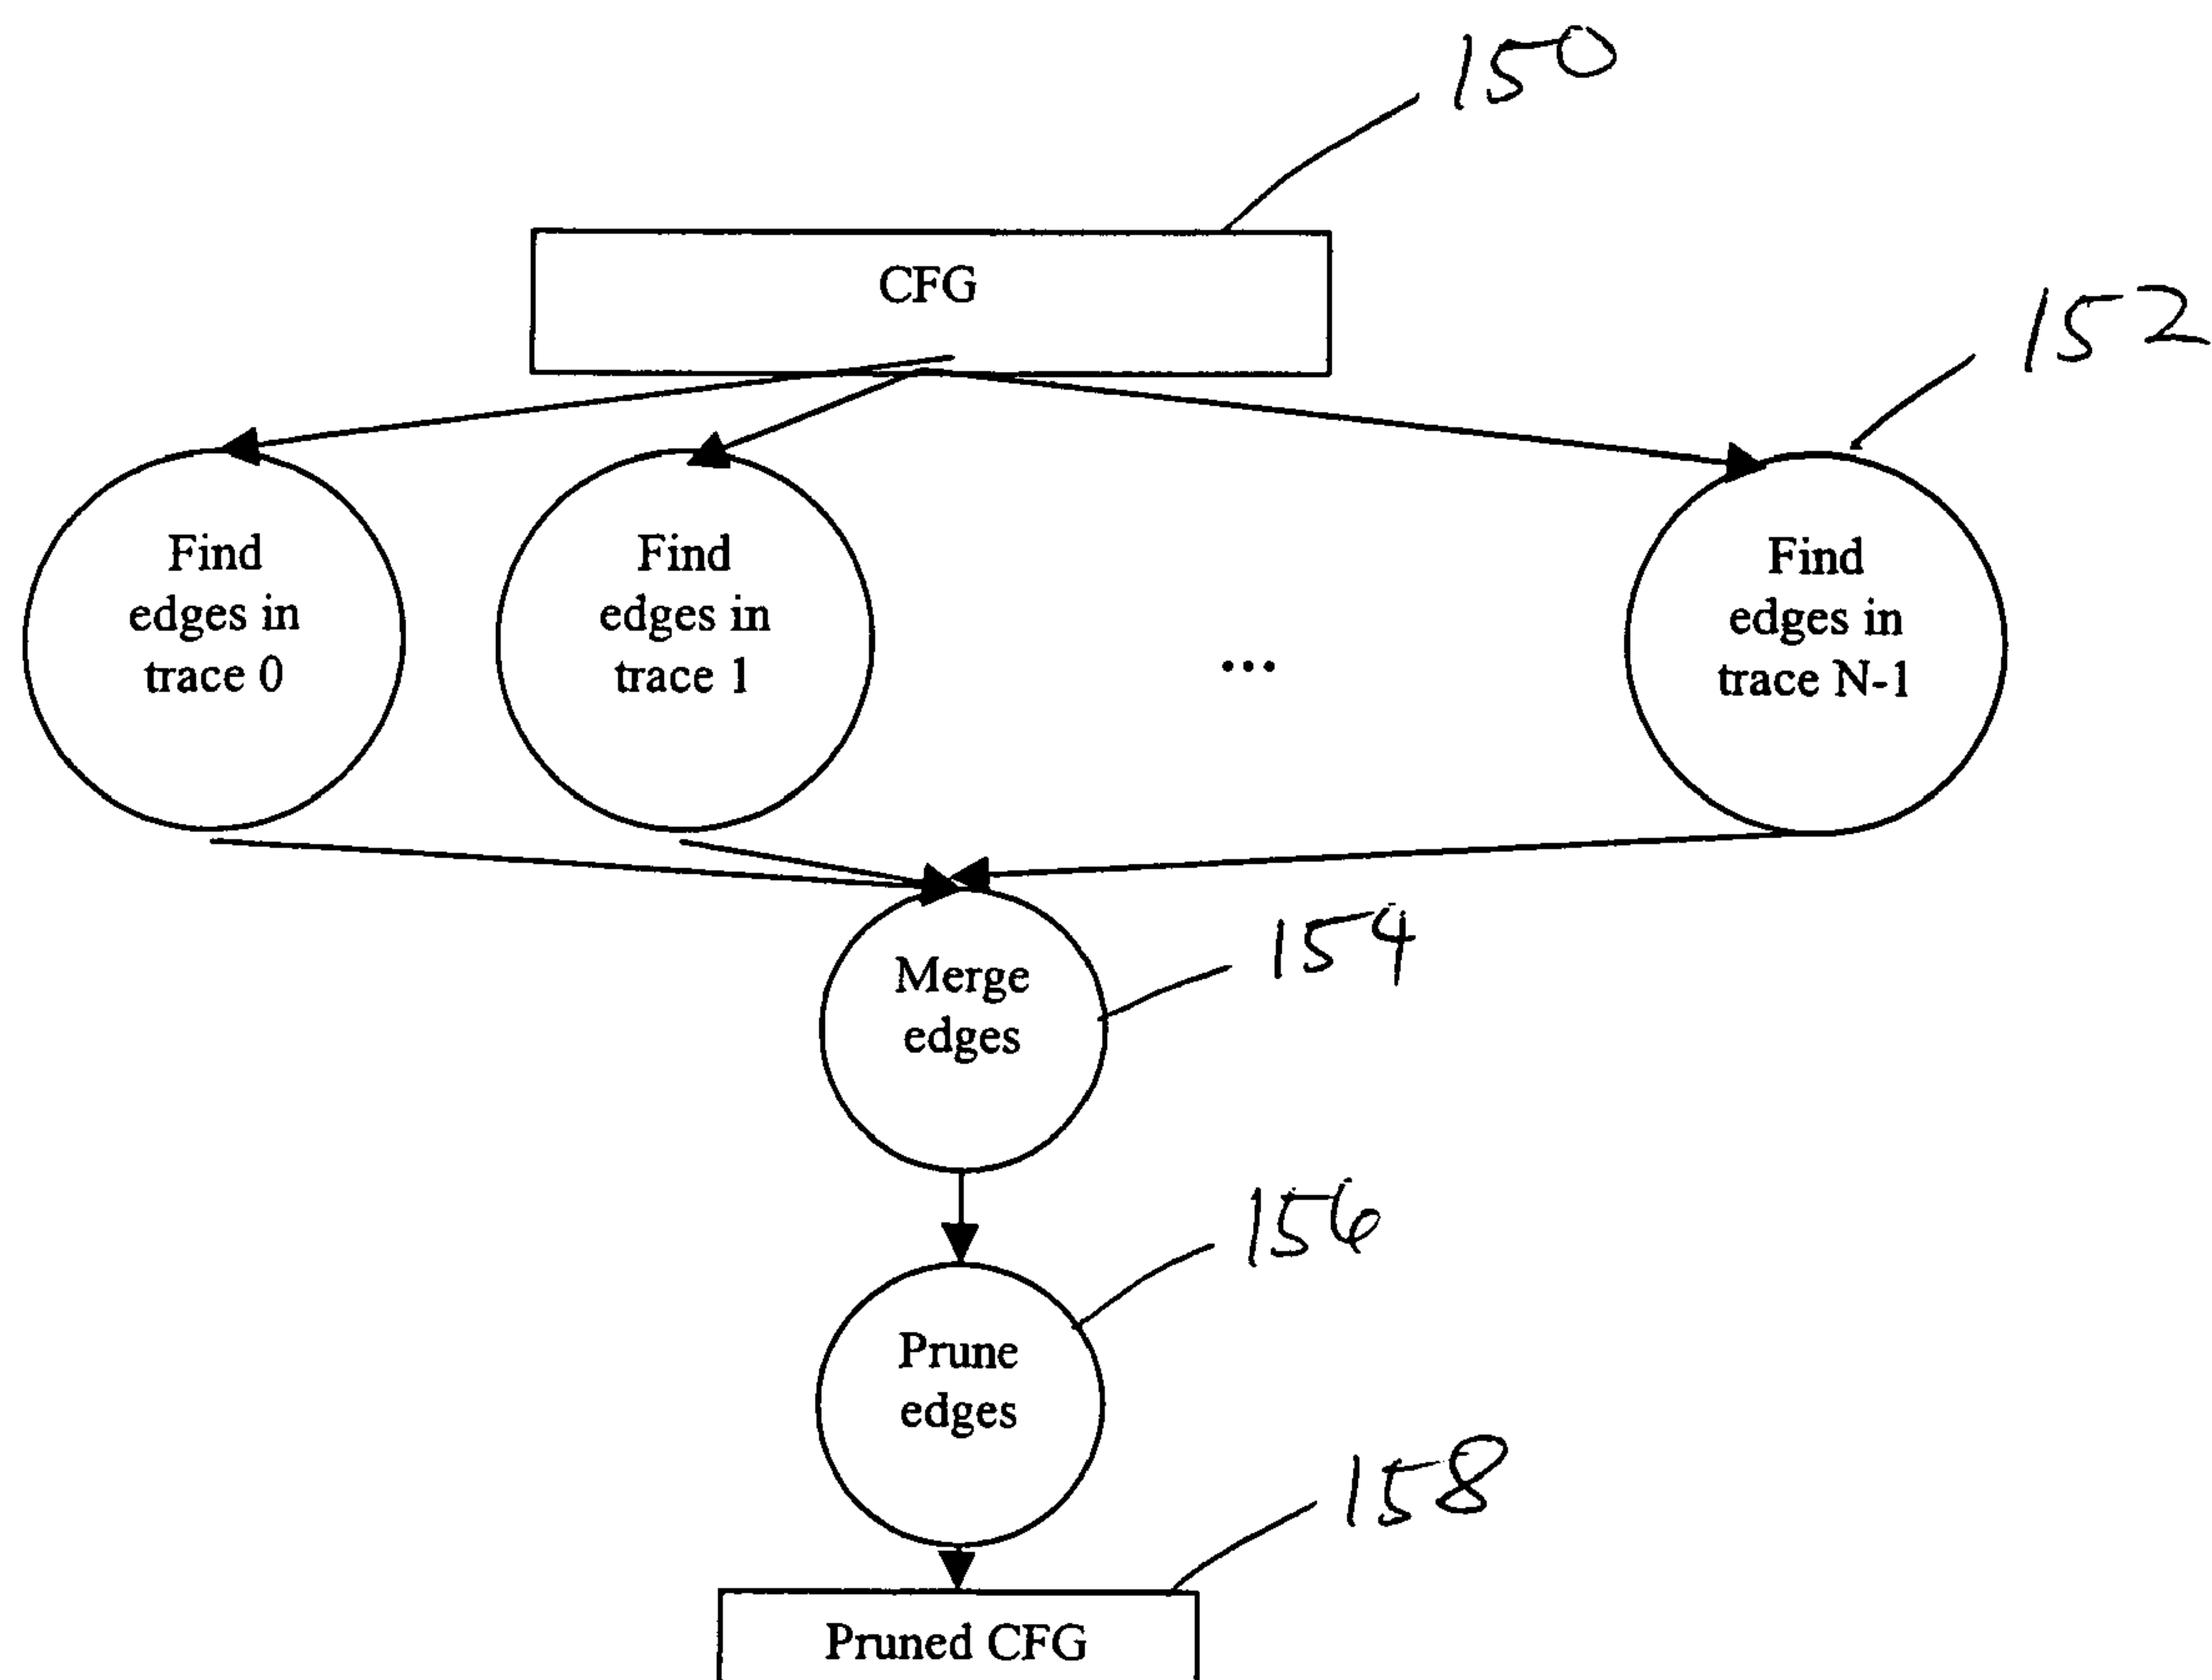 150
CFG
152
Find
edges in
trace 0
Find
edges in
trace 1
...
Find
edges in
trace N-1
Merge
edges
154
156
Prune
edges
158
Pruned CFG